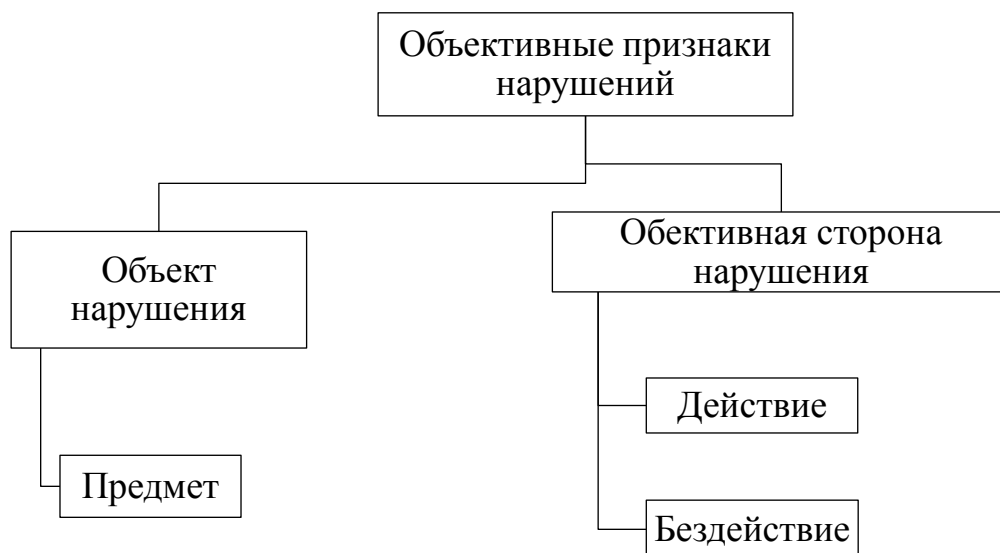 Объективные признаки
нарушений
Объект
нарушения
Предмет
Обективная сторона
нарушения
Действие
Бездействие